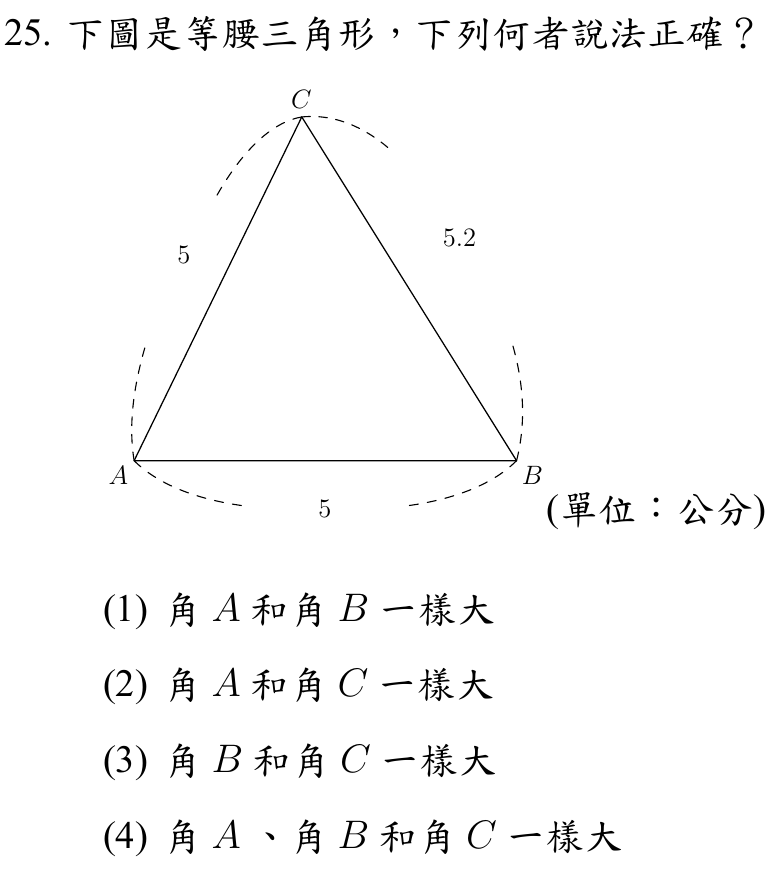 25. 下圖是等腰三角形，下列何者說法正確？
C
5
5.2
A
B
5
(單位：公分)
(1) 角 A 和角 B 一樣大
(2) 角 A 和角 C 一樣大
(3) 角 B 和角 C 一樣大
(4) 角 A、角 B 和角 C 一樣大